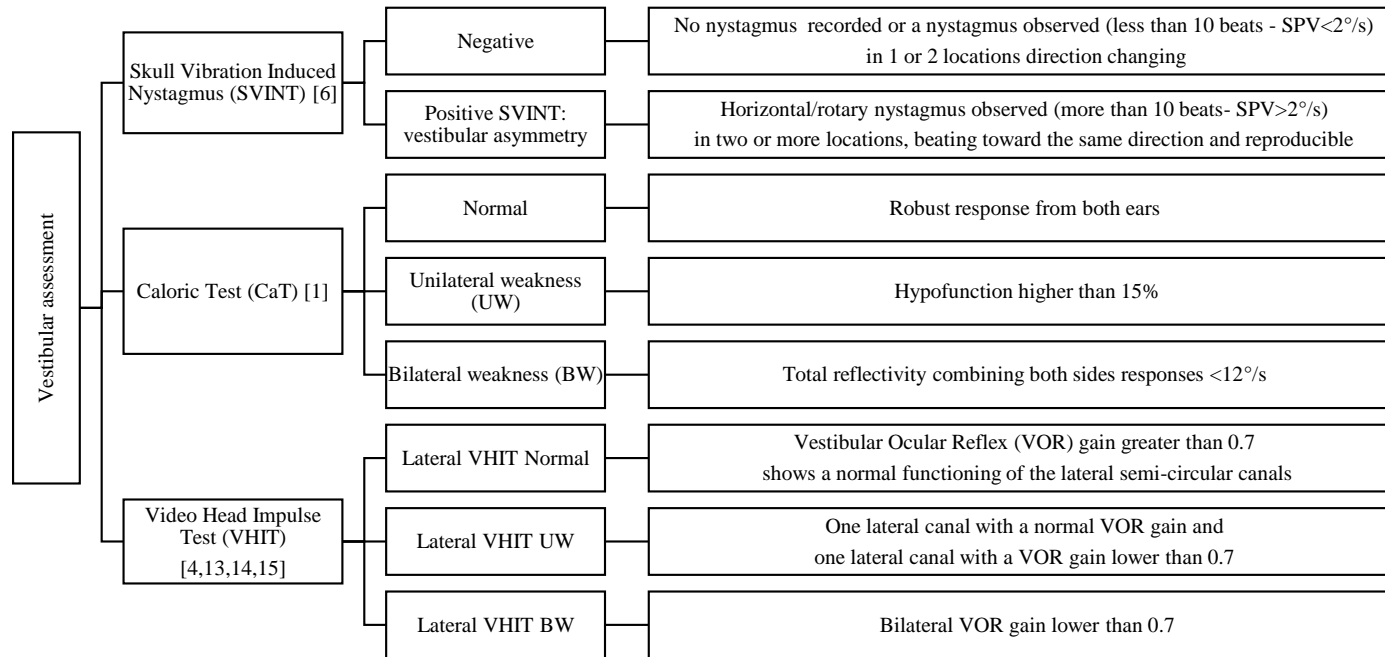 Vestibular assessment
Skull Vibration Induced
Nystagmus (SVINT) [6]
Negative
No nystagmus recorded or a nystagmus observed (less than 10 beats - SPV<2°/s)
in 1 or 2 locations direction changing
Positive SVINT:
vestibular asymmetry
Horizontal/rotary nystagmus observed (more than 10 beats- SPV>2°/s)
in two or more locations, beating toward the same direction and reproducible
Caloric Test (CaT) [1]
Normal
Robust response from both ears
Unilateral weakness
(UW)
Hypofunction higher than 15%
Bilateral weakness (BW)
Total reflectivity combining both sides responses <12°/s
Video Head Impulse
Test (VHIT)
[4,13,14,15]
Lateral VHIT Normal
Vestibular Ocular Reflex (VOR) gain greater than 0.7
shows a normal functioning of the lateral semi-circular canals
Lateral VHIT UW
One lateral canal with a normal VOR gain and
one lateral canal with a VOR gain lower than 0.7
Lateral VHIT BW
Bilateral VOR gain lower than 0.7